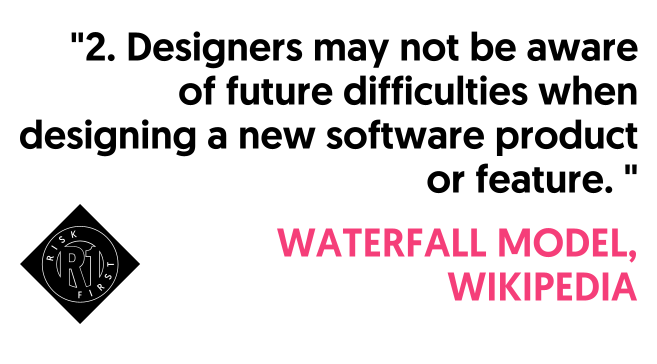 "2. Designers may not be aware
of future difficulties when
designing a new software product
or feature. "
WATERFALL MODEL,
WIKIPEDIA
RISK
R1
FIRST